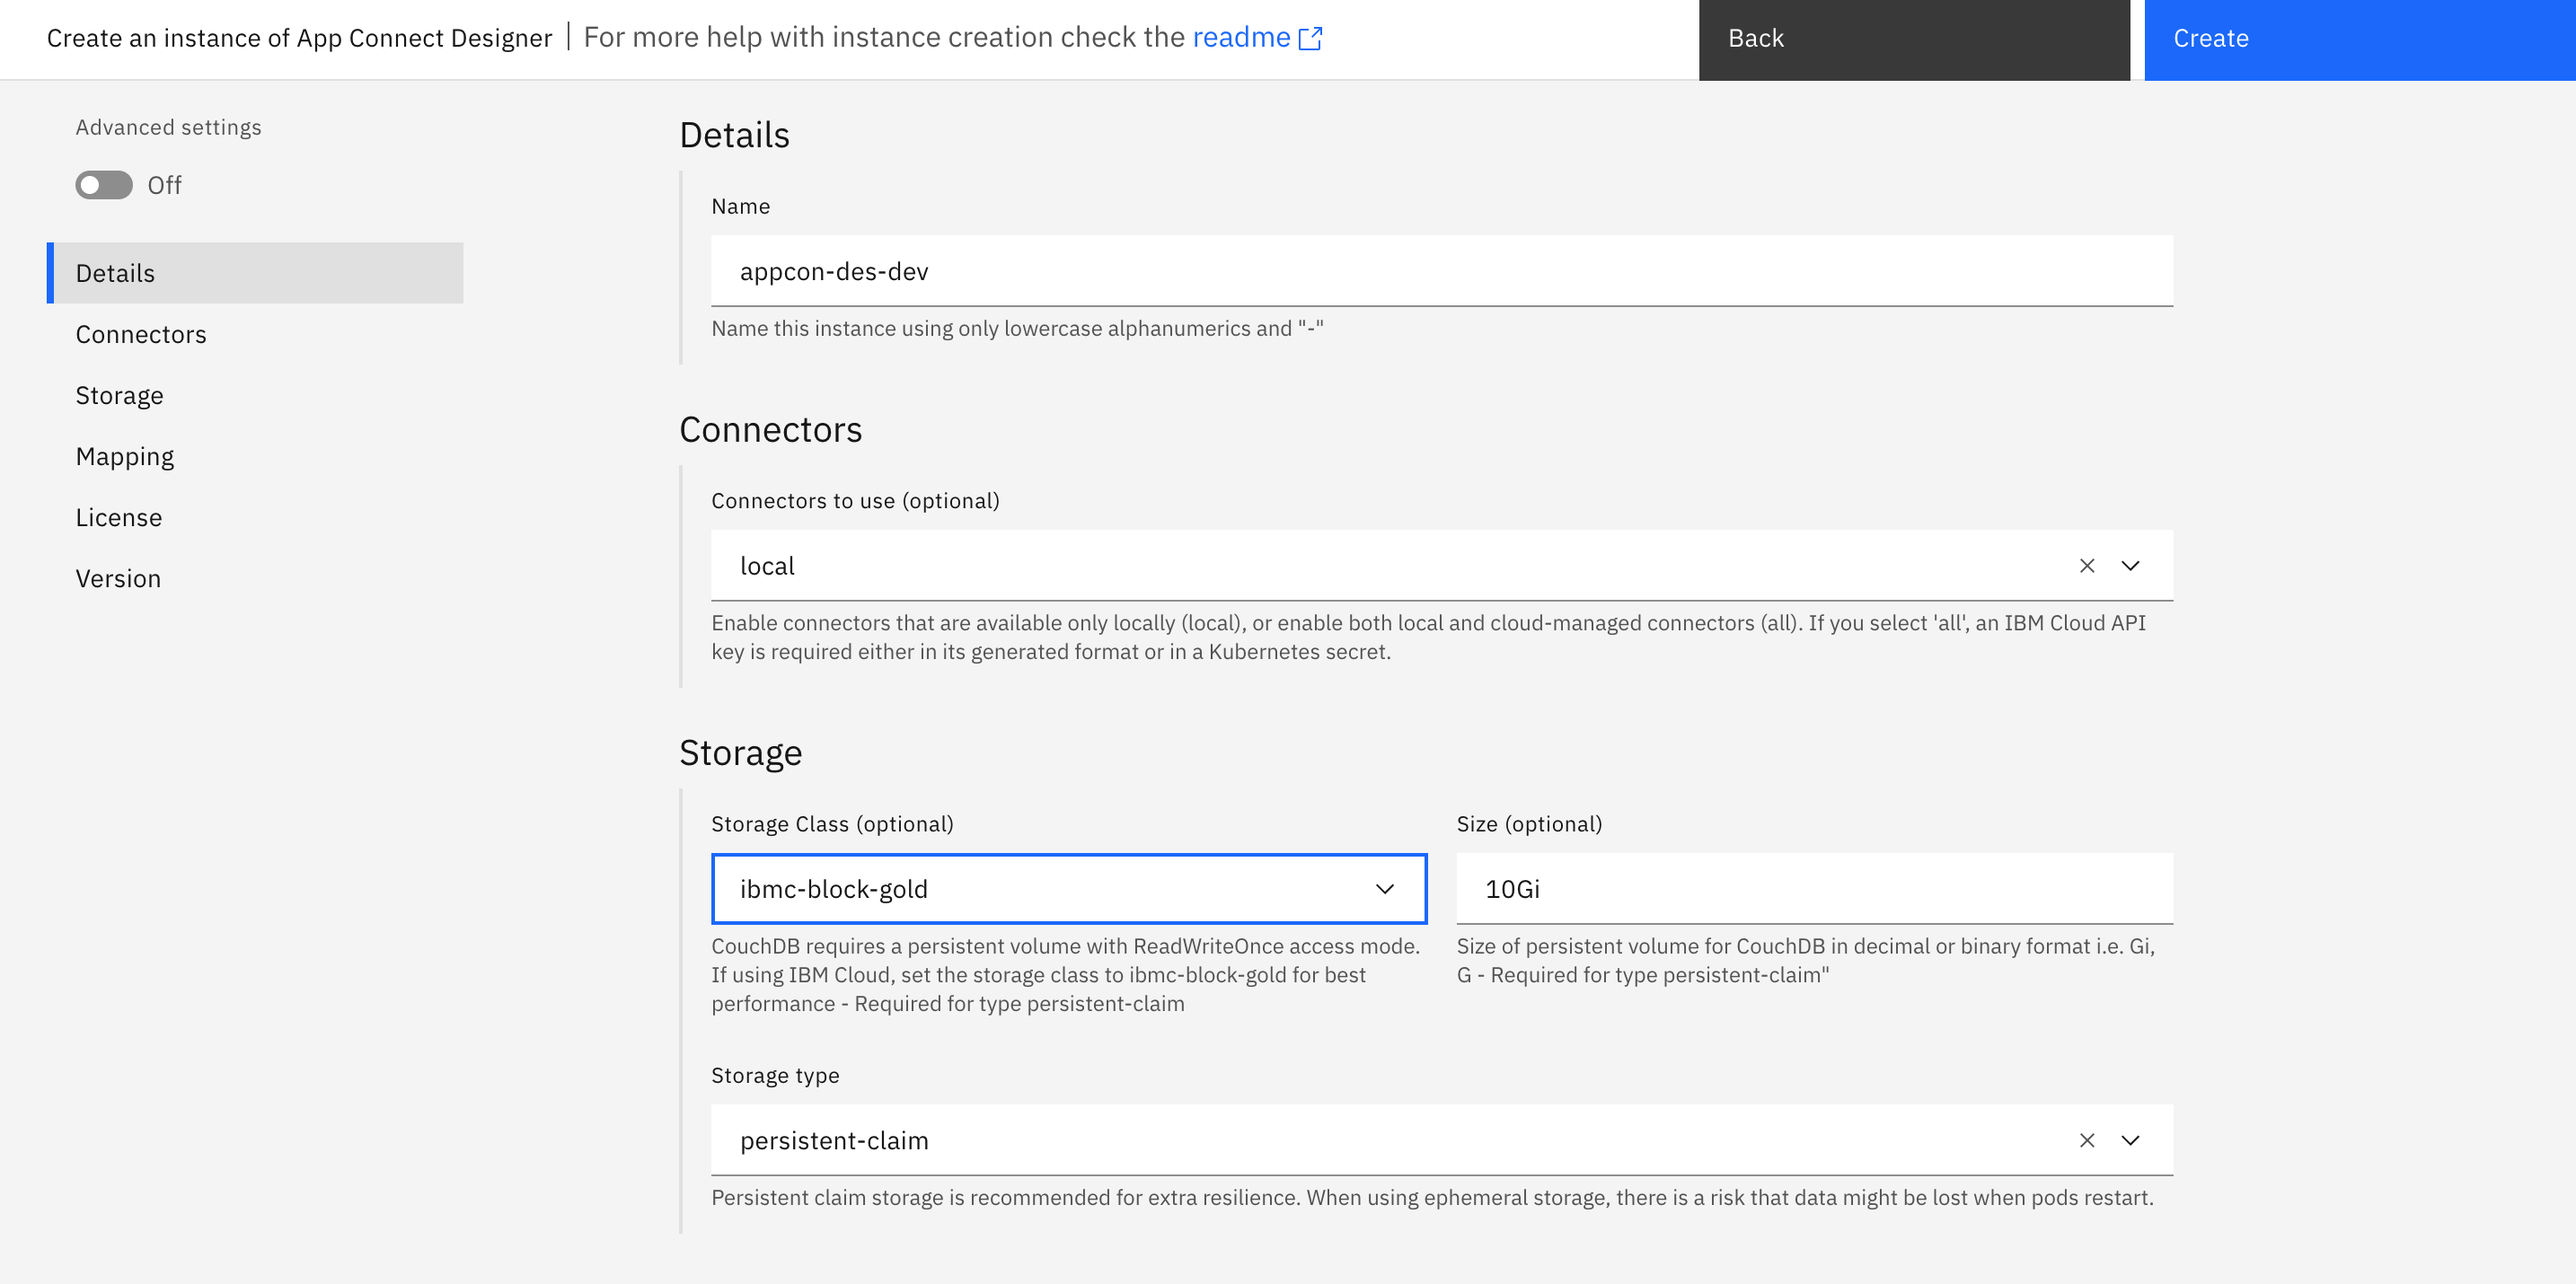 Create an instance of App Connect Designer | For more help with instance creation check the readme
Back
Create
Advanced settings
Off
Details
Connectors
Storage
Mapping
License
Version
Details
Name
appcon-des-dev
Name this instance using only lowercase alphanumerics and "-"
Connectors
Connectors to use (optional)
local
Enable connectors that are available only locally (local), or enable both local and cloud-managed connectors (all). If you select 'all', an IBM Cloud API
key is required either in its generated format or in a Kubernetes secret.
Storage
Storage Class (optional)
ibmc-block-gold
CouchDB requires a persistent volume with ReadWriteOnce access mode.
If using IBM Cloud, set the storage class to ibmc-block-gold for best
performance - Required for type persistent-claim
Size (optional)
10Gi
Size of persistent volume for CouchDB in decimal or binary format i.e. Gi,
G - Required for type persistent-claim"
Storage type
persistent-claim
Persistent claim storage is recommended for extra resilience. When using ephemeral storage, there is a risk that data might be lost when pods restart.